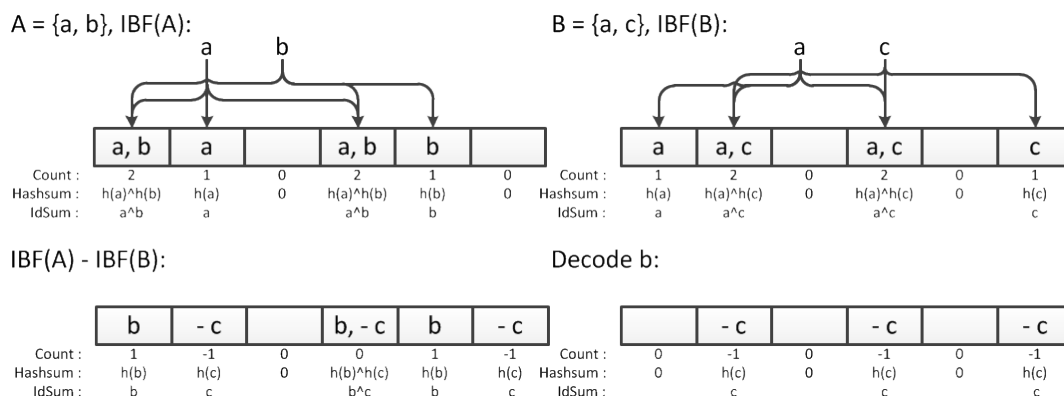 A = {a, b}, IBF(A):
a b
a, b a a, b b
Count : 2 1 0 2 1 0
Hashsum : h(a)^h(b) h(a) 0 h(a)^h(b) h(b) 0
IdSum : a^b a a^b b
B = {a, c}, IBF(B):
a c
a a, c a, c c
Count : 1 2 0 2 0 1
Hashsum : h(a) h(a)^h(c) 0 h(a)^h(c) 0 h(c)
IdSum : a a^c a^c c
IBF(A) - IBF(B):
b - c b, - c b - c
Count : 1 -1 0 0 1 -1
Hashsum : h(b) h(c) 0 h(b)^h(c) h(b) h(c)
IdSum : b c b^c b c
Decode b:
- c - c - c
Count : 0 -1 0 -1 0 -1
Hashsum : 0 h(c) 0 h(c) 0 h(c)
IdSum : c c c